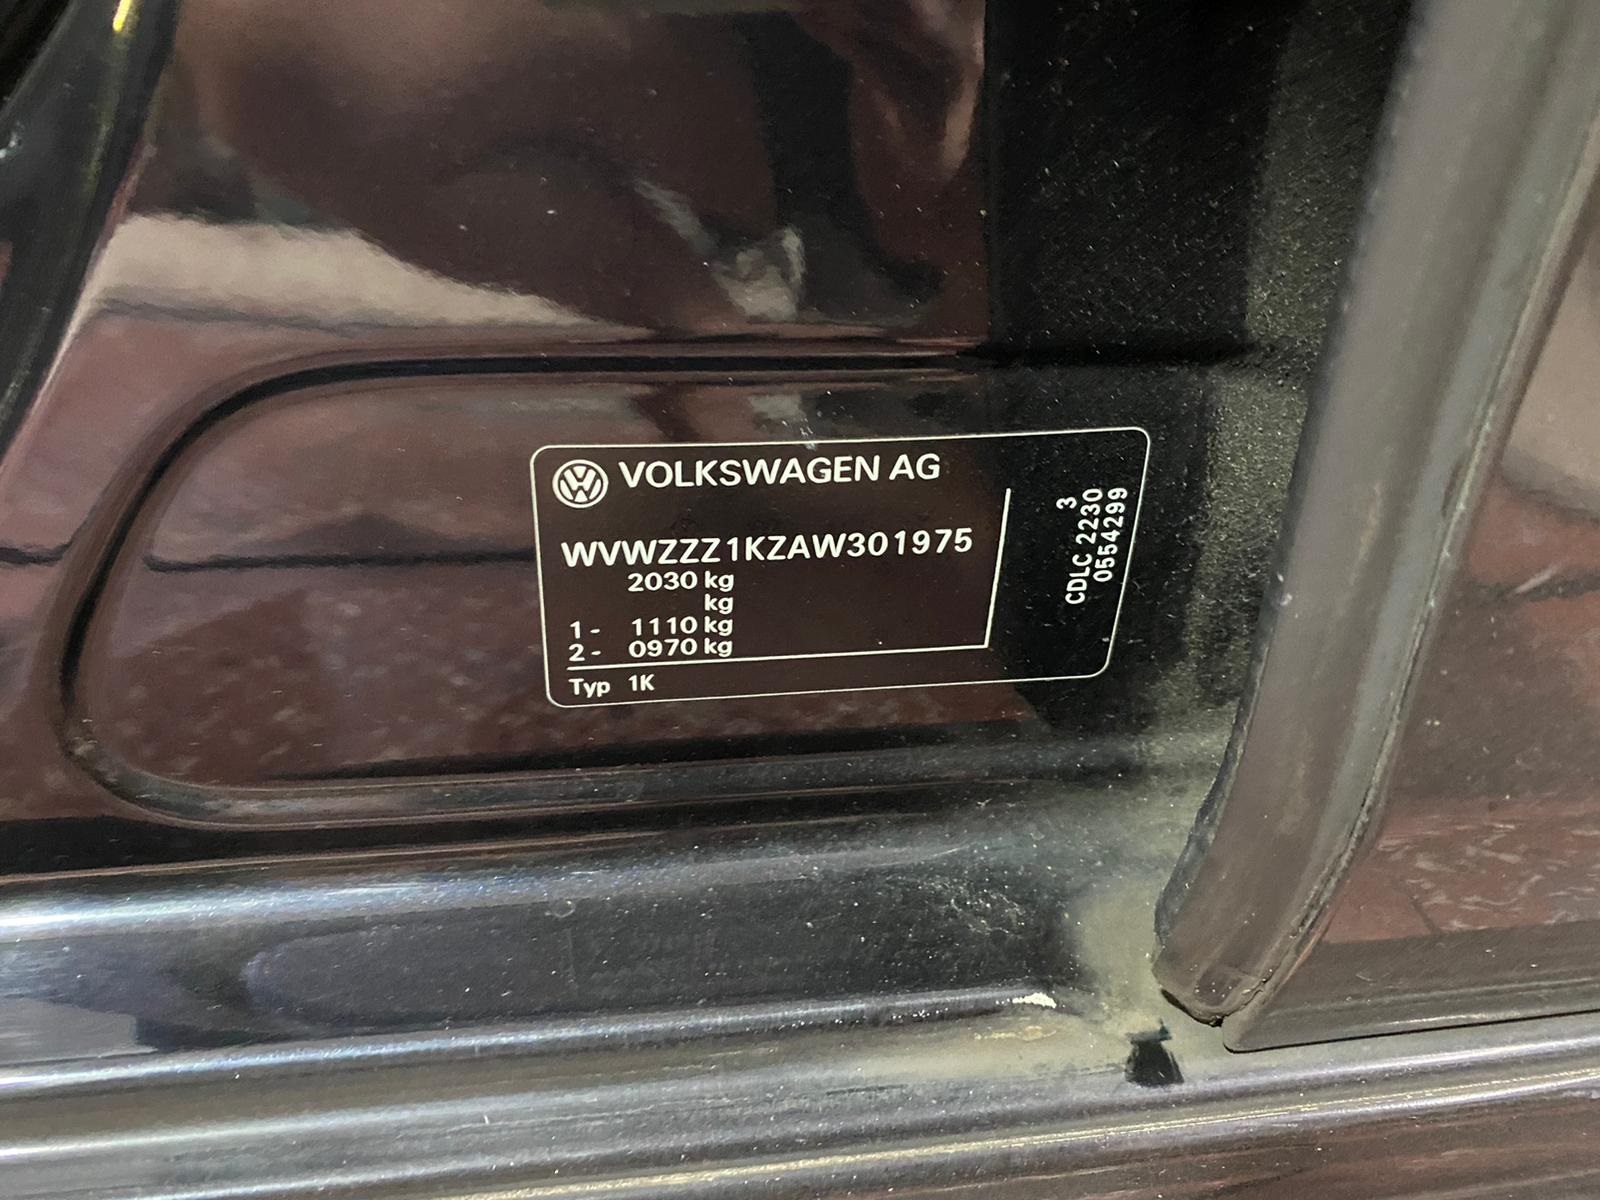 VOLKSWAGEN AG
WVWZZZ1KZAW301975
2030 kg
kg
1 - 1110 kg
2 - 0970 kg
Typ 1K
3
CDLC 2230
0554299